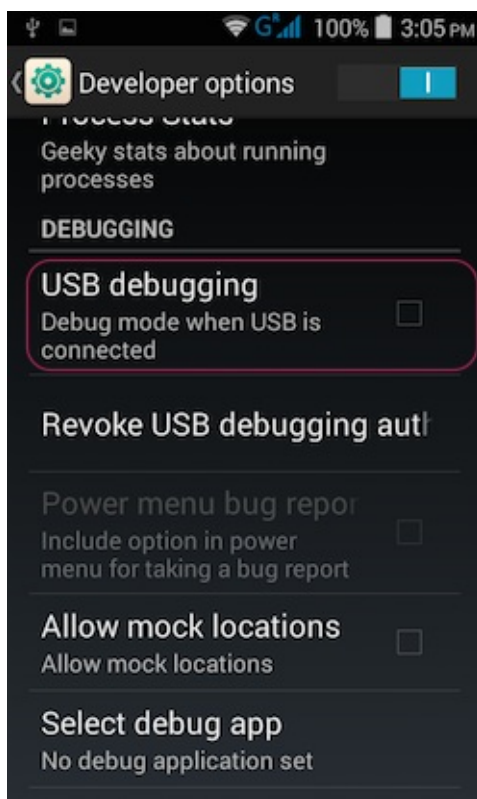 G R 100% 3:05 PM
Developer options
Process Stats
Geeky stats about running
processes
DEBUGGING
USB debugging
Debug mode when USB is
connected
Revoke USB debugging auth
Power menu bug repor
Include option in power
menu for taking a bug report
Allow mock locations
Allow mock locations
Select debug app
No debug application set